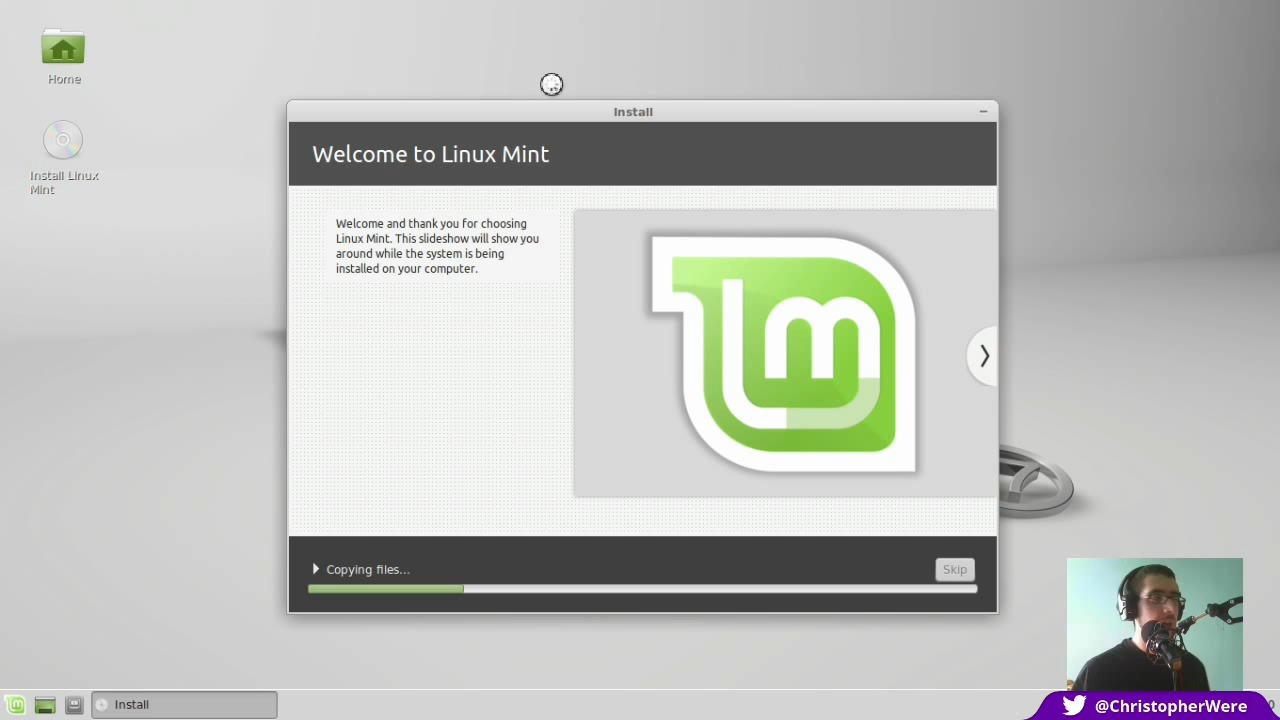 Home
Install Linux
Mint
Install
Welcome to Linux Mint
Welcome and thank you for choosing
Linux Mint. This slideshow will show you
around while the system is being
installed on your computer.
lm
Copying files...
Skip
Install
@ChristopherWere